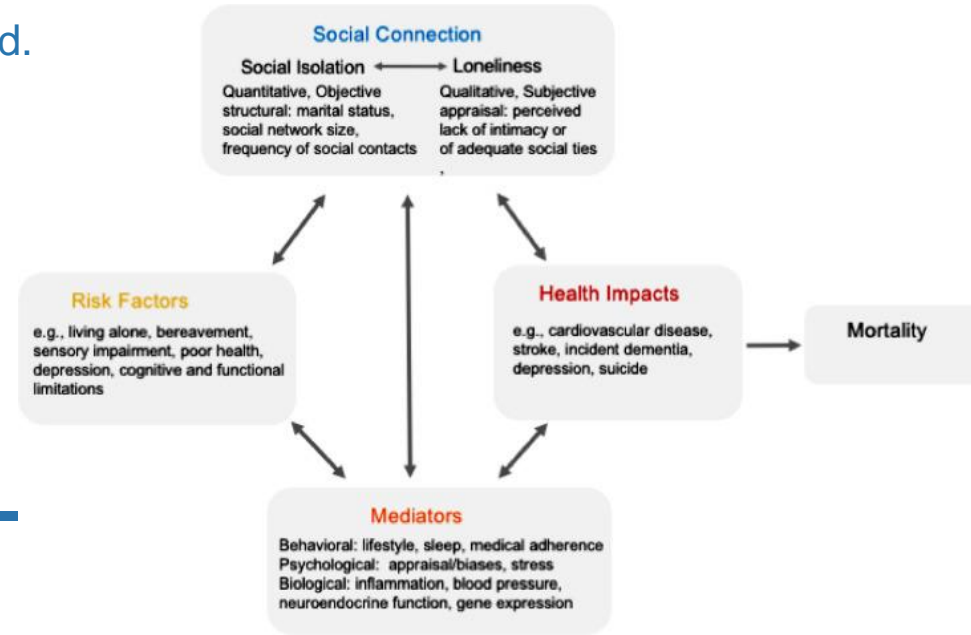 d.
Social Connection
Social Isolation Loneliness
Quantitative, Objective
structural: marital status,
social network size,
frequency of social contacts
Qualitative, Subjective
appraisal: perceived
lack of intimacy or
of adequate social ties
,
Risk Factors
e.g., living alone, bereavement,
sensory impairment, poor health,
depression, cognitive and functional
limitations
Health Impacts
e.g., cardiovascular disease,
stroke, incident dementia,
depression, suicide
Mortality
Mediators
Behavioral: lifestyle, sleep, medical adherence
Psychological: appraisal/biases, stress
Biological: inflammation, blood pressure,
neuroendocrine function, gene expression